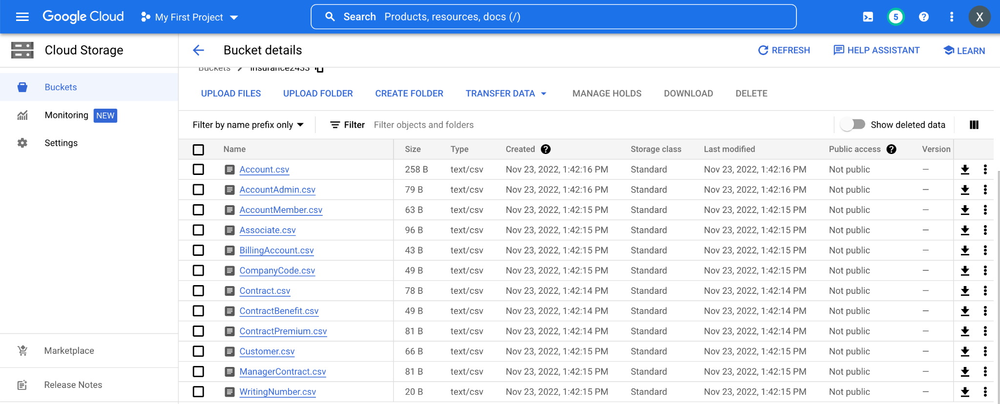 Google Cloud My First Project Search Products, resources, docs (/) 5 X
Cloud Storage
Bucket details
REFRESH HELP ASSISTANT LEARN
Buckets
Monitoring NEW
Settings
Marketplace
Release Notes
Buckets insurance2433
UPLOAD FILES UPLOAD FOLDER CREATE FOLDER TRANSFER DATA MANAGE HOLDS DOWNLOAD DELETE
Filter by name prefix only Filter Filter objects and folders Show deleted data
Name Size Type Created Storage class Last modified Public access Version
Account.csv 258 B text/csv Nov 23, 2022, 1:42:16 PM Standard Nov 23, 2022, 1:42:16 PM Not public —
AccountAdmin.csv 79 B text/csv Nov 23, 2022, 1:42:16 PM Standard Nov 23, 2022, 1:42:16 PM Not public —
AccountMember.csv 63 B text/csv Nov 23, 2022, 1:42:15 PM Standard Nov 23, 2022, 1:42:15 PM Not public —
Associate.csv 96 B text/csv Nov 23, 2022, 1:42:15 PM Standard Nov 23, 2022, 1:42:15 PM Not public —
BillingAccount.csv 43 B text/csv Nov 23, 2022, 1:42:15 PM Standard Nov 23, 2022, 1:42:15 PM Not public —
CompanyCode.csv 49 B text/csv Nov 23, 2022, 1:42:15 PM Standard Nov 23, 2022, 1:42:15 PM Not public —
Contract.csv 78 B text/csv Nov 23, 2022, 1:42:14 PM Standard Nov 23, 2022, 1:42:14 PM Not public —
ContractBenefit.csv 49 B text/csv Nov 23, 2022, 1:42:14 PM Standard Nov 23, 2022, 1:42:14 PM Not public —
ContractPremium.csv 81 B text/csv Nov 23, 2022, 1:42:14 PM Standard Nov 23, 2022, 1:42:14 PM Not public —
Customer.csv 66 B text/csv Nov 23, 2022, 1:42:15 PM Standard Nov 23, 2022, 1:42:15 PM Not public —
ManagerContract.csv 81 B text/csv Nov 23, 2022, 1:42:15 PM Standard Nov 23, 2022, 1:42:15 PM Not public —
WritingNumber.csv 20 B text/csv Nov 23, 2022, 1:42:15 PM Standard Nov 23, 2022, 1:42:15 PM Not public —